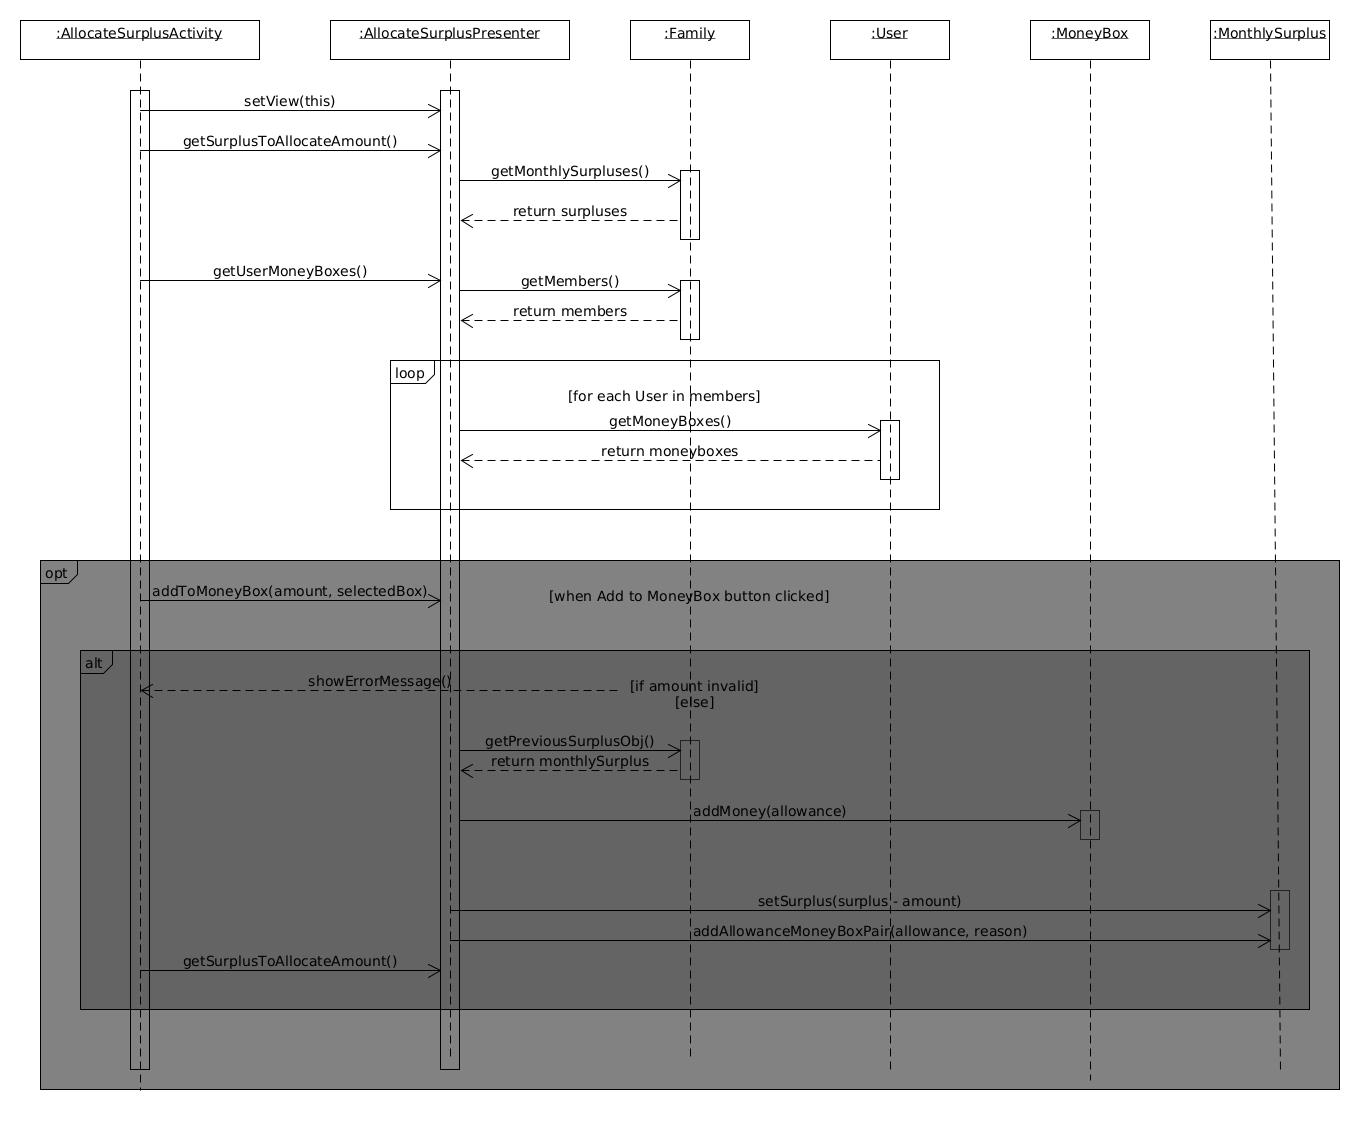 :AllocateSurplusActivity
:AllocateSurplusPresenter
:Family
:User
:MoneyBox
:MonthlySurplus
setView(this)
getSurplusToAllocateAmount()
getMonthlySurpluses()
return surpluses
getUserMoneyBoxes()
getMembers()
return members
loop
[for each User in members]
getMoneyBoxes()
return moneyboxes
opt
addToMoneyBox(amount, selectedBox)
[when Add to MoneyBox button clicked]
alt
showErrorMessage()
[if amount invalid]
[else]
getPreviousSurplusObj()
return monthlySurplus
addMoney(allowance)
setSurplus(surplus - amount)
addAllowanceMoneyBoxPair(allowance, reason)
getSurplusToAllocateAmount()